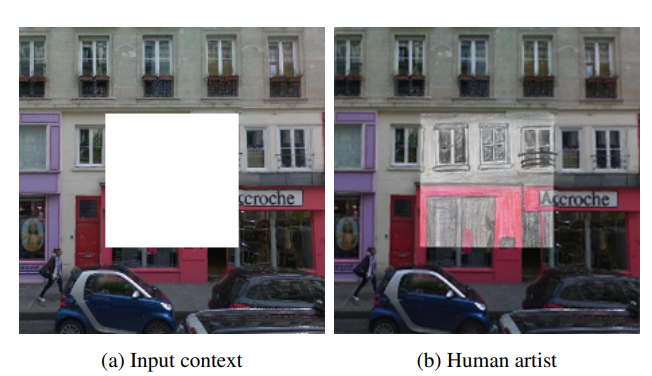 ccroche
Accroche
(a) Input context
(b) Human artist